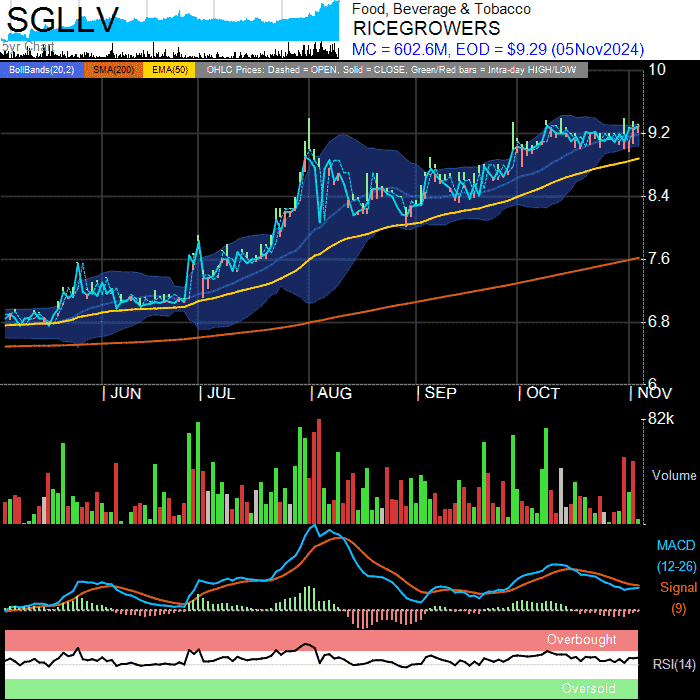 SGLLV
5yr Chart
Food, Beverage & Tobacco
RICEGROWERS
MC = 602.6M, EOD = $9.29 (05Nov2024)
BollBands(20,2) SMA(200) EMA(50) OHLC Prices: Dashed = OPEN, Solid = CLOSE, Green/Red bars = Intra-day HIGH/LOW
10
9.2
8.4
7.6
6.8
6
JUN JUL AUG SEP OCT NOV
82k
Volume
MACD
(12-26)
Signal
(9)
Overbought
RSI(14)
Oversold